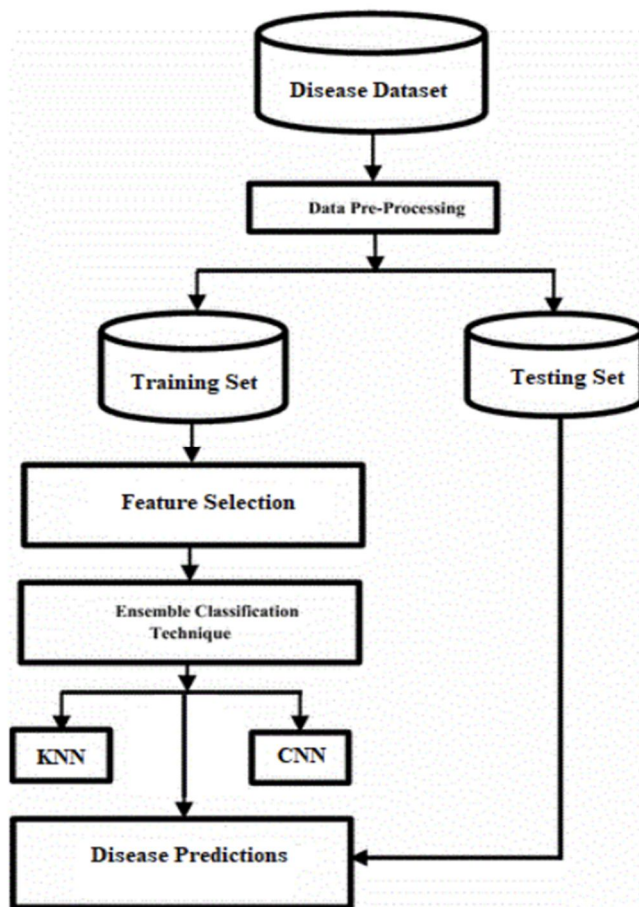 Disease Dataset
Data Pre-Processing
Training Set
Testing Set
Feature Selection
Ensemble Classification
Technique
KNN
CNN
Disease Predictions